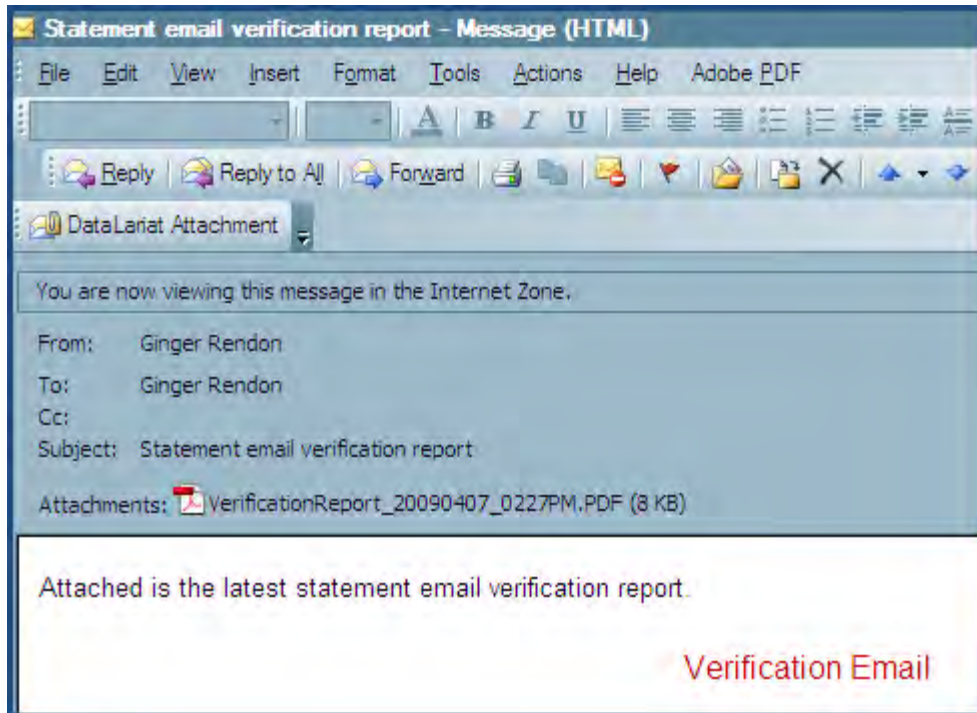 Statement email verification report - Message (HTML)
File Edit View Insert Format Tools Actions Help Adobe PDF
A B I U
Reply Reply to All Forward
DataLariat Attachment
You are now viewing this message in the Internet Zone.
From: Ginger Rendon
To: Ginger Rendon
Cc:
Subject: Statement email verification report
Attachments: VerificationReport_20090407_0227PM.PDF (8 KB)
Attached is the latest statement email verification report.
Verification Email